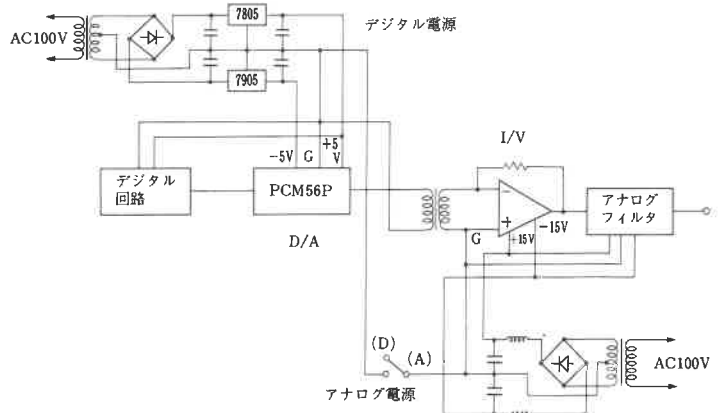 AC100V
7805
7905
デジタル電源
-5V
G
+5
V
デジタル
回路
PCM56P
D/A
I/V
-
+
G
+15V
-15V
アナログ
フィルタ
(D)
(A)
アナログ電源
AC100V